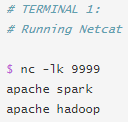 # TERMINAL 1:
# Running Netcat
$ nc -lk 9999
apache spark
apache hadoop